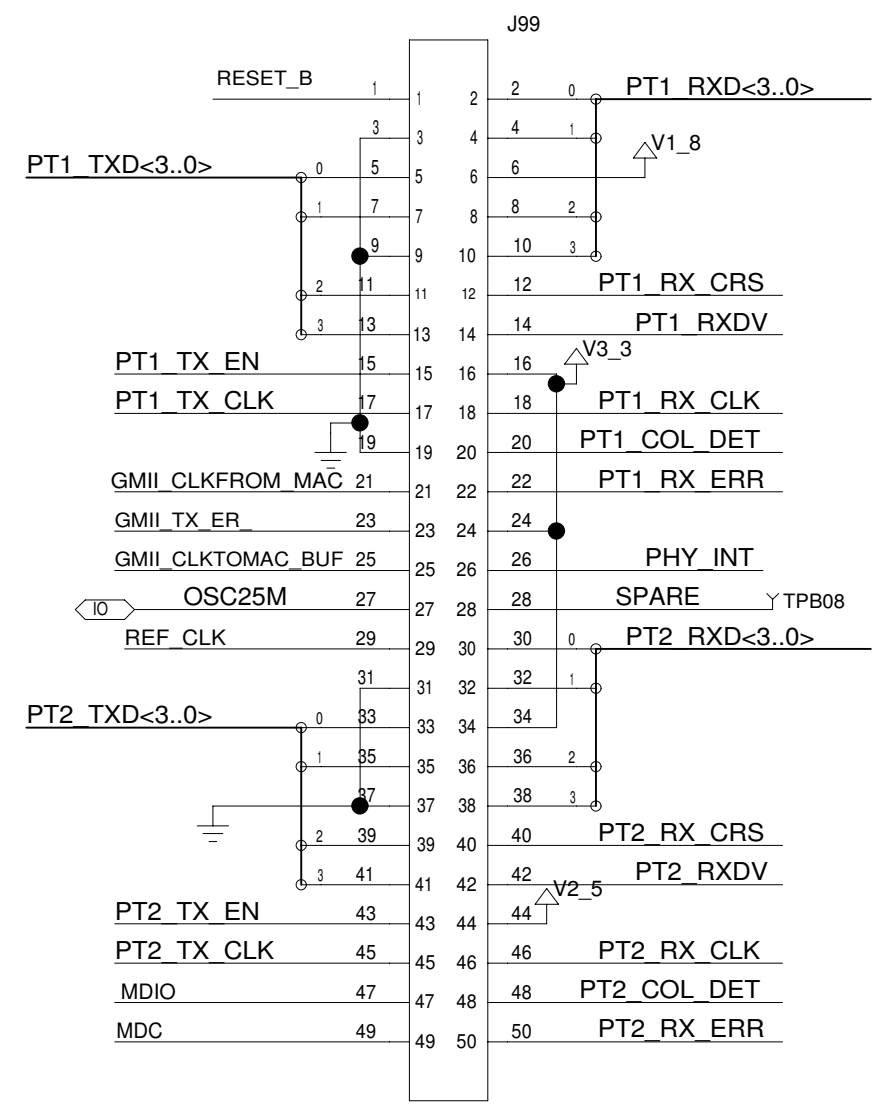 J99
RESET_B 1 1 2 2 0 PT1_RXD<3..0>
3 3 4 4 1
V1_8
PT1_TXD<3..0> 0 5 5 6 6
1 7 7 8 8 2
9 9 10 10 3
2 11 11 12 12 PT1_RX_CRS
3 13 13 14 14 PT1_RXDV
V3_3
PT1_TX_EN 15 15 16 16
PT1_TX_CLK 17 17 18 18 PT1_RX_CLK
19 19 20 20 PT1_COL_DET
GMII_CLKFROM_MAC 21 21 22 22 PT1_RX_ERR
GMII_TX_ER_ 23 23 24 24
GMII_CLKTOMAC_BUF 25 25 26 26 PHY_INT
IO OSC25M 27 27 28 28 SPARE TPB08
REF_CLK 29 29 30 30 0 PT2_RXD<3..0>
31 31 32 32 1
PT2_TXD<3..0> 0 33 33 34 34
1 35 35 36 36 2
37 37 38 38 3
2 39 39 40 40 PT2_RX_CRS
3 41 41 42 42 PT2_RXDV
V2_5
PT2_TX_EN 43 43 44 44
PT2_TX_CLK 45 45 46 46 PT2_RX_CLK
MDIO 47 47 48 48 PT2_COL_DET
MDC 49 49 50 50 PT2_RX_ERR